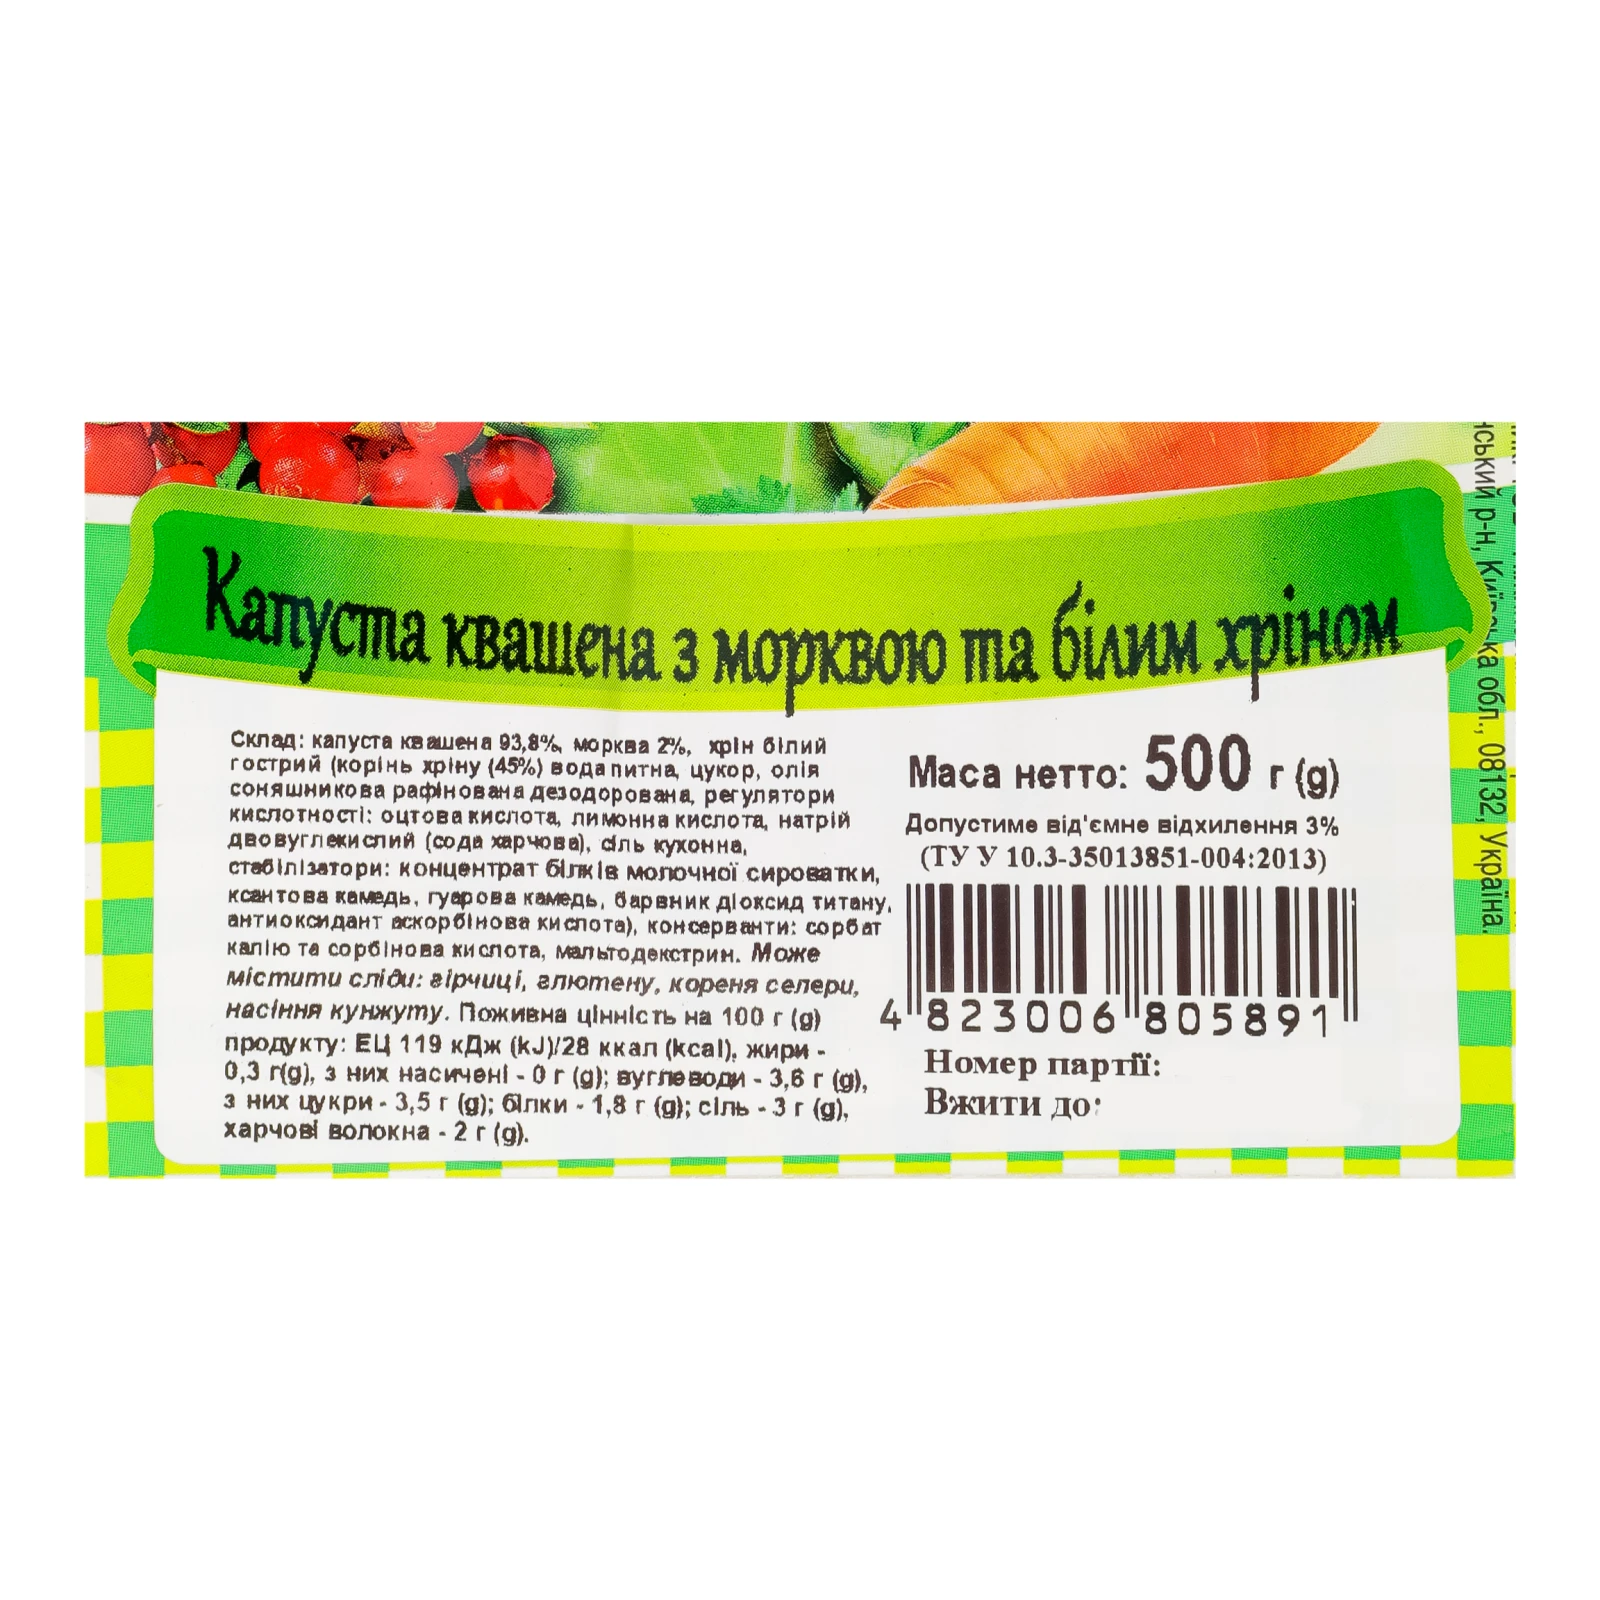 Капуста квашена з морквою та білим хріном
Склад: капуста квашена 93,8%, морква 2%, хрін білий
гострий (корінь хріну (45%) вода питна, цукор, олія
соняшникова рафінована дезодорована, регулятори
кислотності: оцтова кислота, лимонна кислота, натрій
двовуглекислий (сода харчова), сіль кухонна,
стабілізатори: концентрат білків молочної сироватки,
ксантова камедь, гуарова камедь, барвник діоксид титану,
антиоксидант аскорбінова кислота), консерванти: сорбат
калію та сорбінова кислота, мальтодекстрин. Може
містити сліди: гірчиці, глютену, кореня селери,
насіння кунжуту. Поживна цінність на 100 г (g)
продукту: ЕЦ 119 кДж (kJ)/28 ккал (kcal), жири -
0,3 г(g), з них насичені - 0 г (g); вуглеводи - 3,6 г (g),
з них цукри - 3,5 г (g); білки - 1,8 г (g); сіль - 3 г (g),
харчові волокна - 2 г (g).
Маса нетто: 500 г (g)
Допустиме від'ємне відхилення 3%
(ТУ У 10.3-35013851-004:2013)
4 823006 805891
Номер партії:
Вжити до:
нський р-н, Київська обл., 08132, Україна.